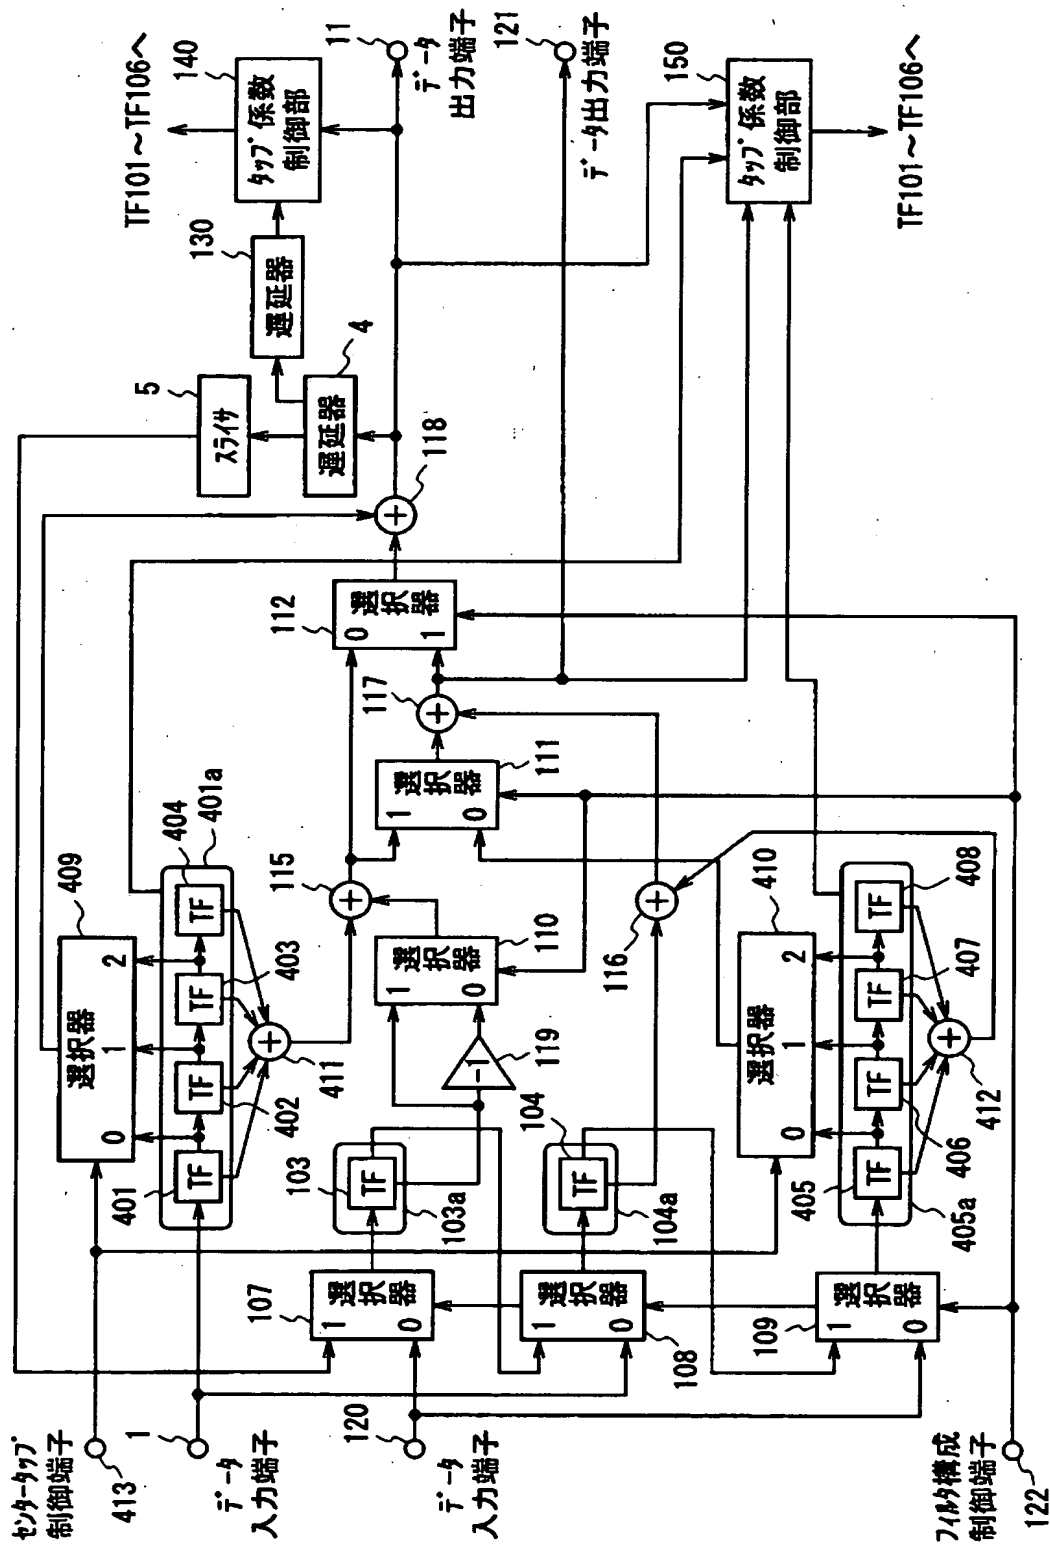 センタータップ
制御端子
413
1
データ
入力端子
120
データ
入力端子
フィルタ構成
制御端子
122
選択器
0
1
2
409
401
TF
402
TF
403
TF
404
TF
401a
+
411
107
選択器
1
0
103
TF
103a
選択器
1
0
108
104
TF
104a
109
選択器
1
0
-1
119
選択器
1
0
110
+
115
選択器
1
0
111
+
116
+
117
112
選択器
0
1
+
118
選択器
0
1
2
410
405
TF
406
TF
407
TF
408
TF
405a
+
412
5
スライサ
遅延器
4
130
遅延器
TF101~TF106へ
140
タップ係数
制御部
11
データ
出力端子
121
データ出力端子
150
タップ係数
制御部
TF101~TF106へ